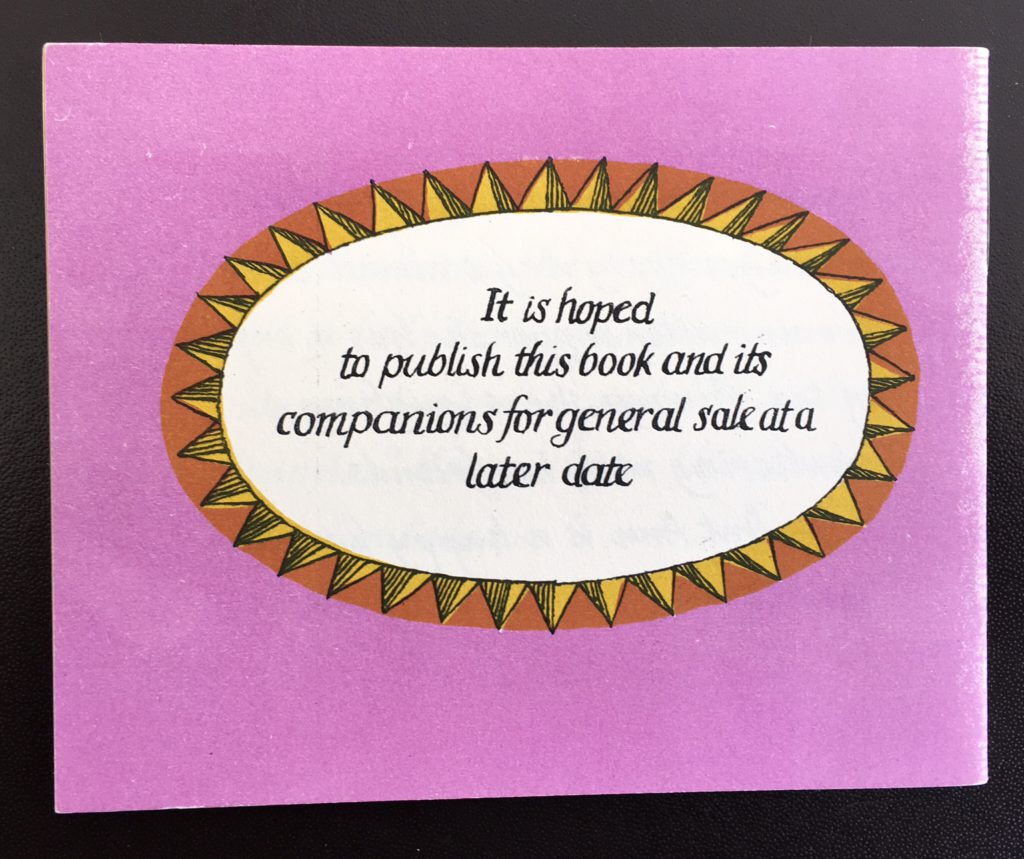 It is hoped
to publish this book and its
companions for general sale at a
later date